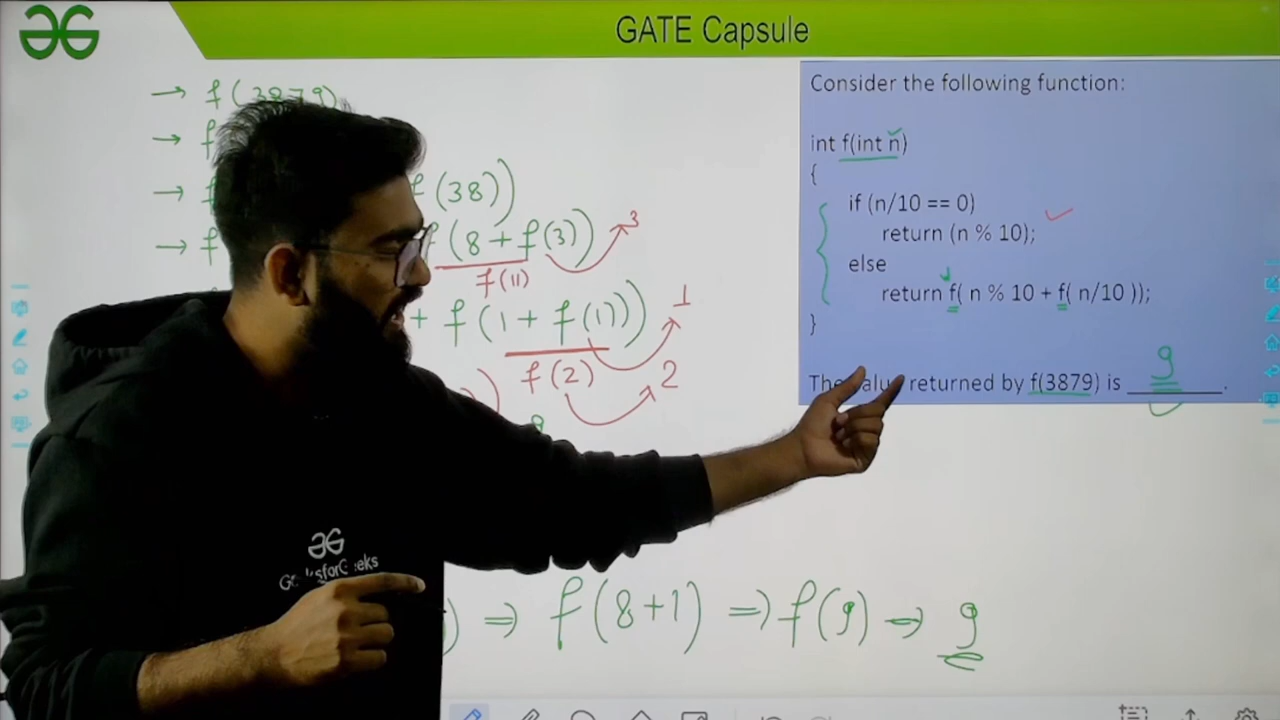 GATE Capsule
→ f(3879)
→ f
→ f
f(38))
→ f
f(8+f(3))
3
f(11)
+ f(1 + f(1)))
1
f(2)
2
Consider the following function:
int f(int n)
{
if (n/10 == 0)
return (n % 10);
else
return f( n % 10 + f( n/10 ));
}
The value returned by f(3879) is 9.
GeeksforGeeks
) ⇒ f(8+1) ⇒ f(9) → 9